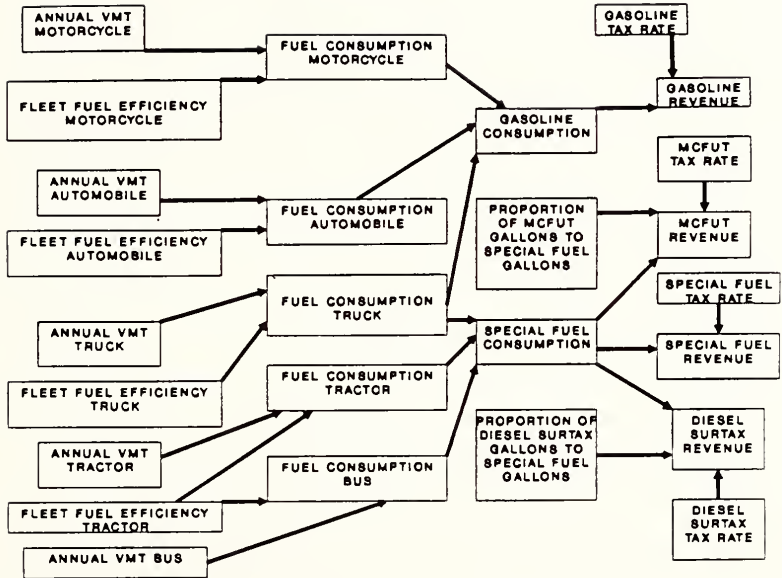 ANNUAL VMT
MOTORCYCLE
FLEET FUEL EFFICIENCY
MOTORCYCLE
ANNUAL VMT
AUTOMOBILE
FLEET FUEL EFFICIENCY
AUTOMOBILE
ANNUAL VMT
TRUCK
FLEET FUEL EFFICIENCY
TRUCK
ANNUAL VMT
TRACTOR
FLEET FUEL EFFICIENCY
TRACTOR
ANNUAL VMT BUS
FUEL CONSUMPTION
MOTORCYCLE
FUEL CONSUMPTION
AUTOMOBILE
FUEL CONSUMPTION
TRUCK
FUEL CONSUMPTION
TRACTOR
FUEL CONSUMPTION
BUS
GASOLINE
CONSUMPTION
PROPORTION
OF MCFUT
GALLONS TO
SPECIAL FUEL
GALLONS
SPECIAL FUEL
CONSUMPTION
PROPORTION OF
DIESEL SURTAX
GALLONS TO
SPECIAL FUEL
GALLONS
GASOLINE
TAX RATE
GASOLINE
REVENUE
MCFUT
TAX RATE
MCFUT
REVENUE
SPECIAL FUEL
TAX RATE
SPECIAL FUEL
REVENUE
DIESEL
SURTAX
REVENUE
DIESEL
SURTAX
TAX RATE